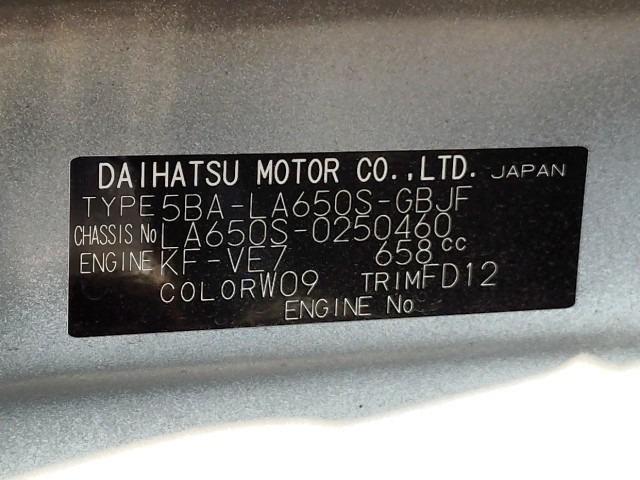 DAIHATSU MOTOR CO.,LTD. JAPAN
TYPE 5BA-LA650S-GBJF
CHASSIS No LA650S-0250460
ENGINE KF-VE7 658cc
COLOR W09 TRIM FD12
ENGINE No